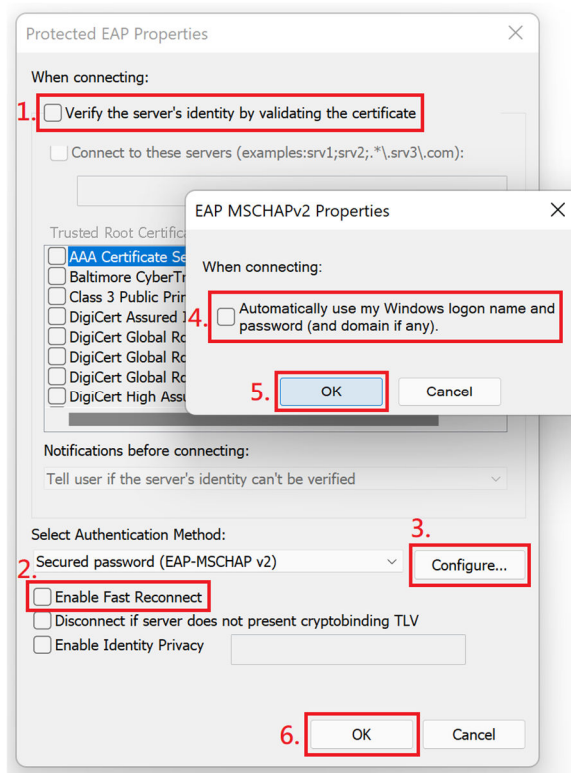 Protected EAP Properties
When connecting:
1. Verify the server's identity by validating the certificate
Connect to these servers (examples:srv1;srv2;.*\.srv3\.com):
Trusted Root Certific
AAA Certificate Se
Baltimore CyberTr
Class 3 Public Prin
DigiCert Assured I
DigiCert Global Ro
DigiCert Global Ro
DigiCert Global Ro
DigiCert High Assu
EAP MSCHAPv2 Properties
When connecting:
4. Automatically use my Windows logon name and
password (and domain if any).
5. OK
Cancel
Notifications before connecting:
Tell user if the server's identity can't be verified
Select Authentication Method:
3.
Secured password (EAP-MSCHAP v2)
Configure...
2. Enable Fast Reconnect
Disconnect if server does not present cryptobinding TLV
Enable Identity Privacy
6. OK
Cancel